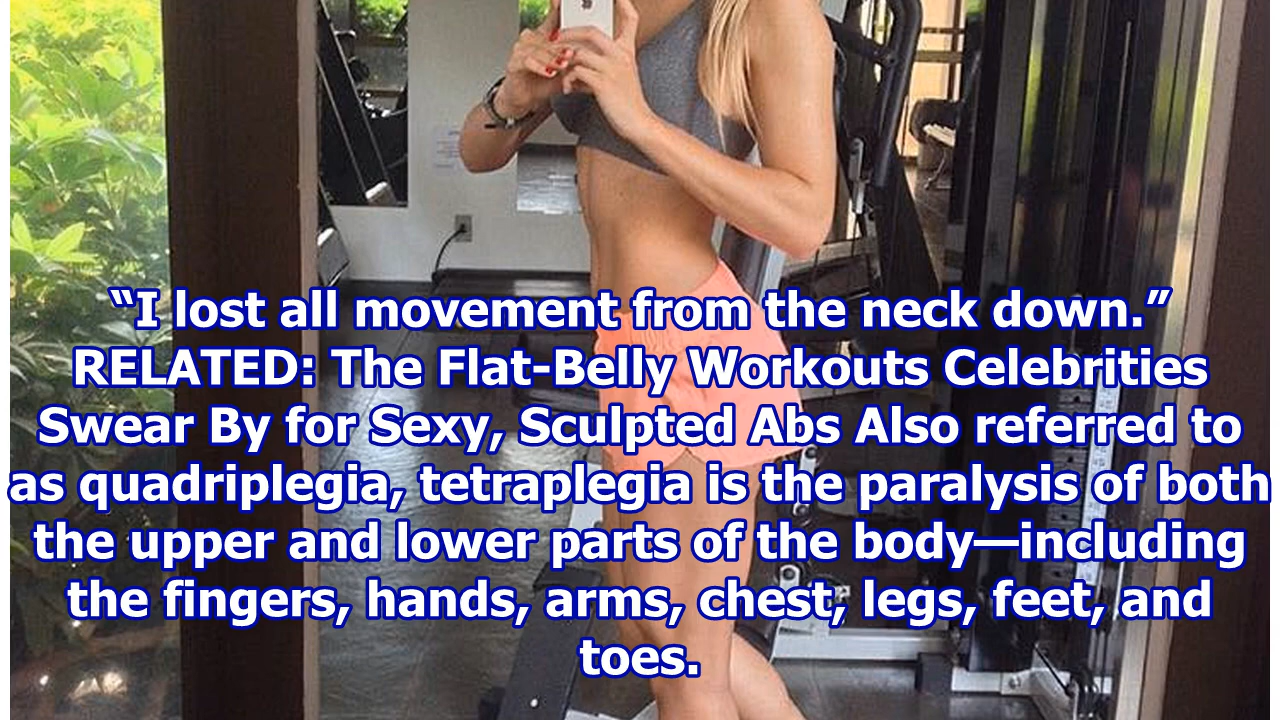 “I lost all movement from the neck down.”
RELATED: The Flat-Belly Workouts Celebrities
Swear By for Sexy, Sculpted Abs Also referred to
as quadriplegia, tetraplegia is the paralysis of both
the upper and lower parts of the body—including
the fingers, hands, arms, chest, legs, feet, and
toes.